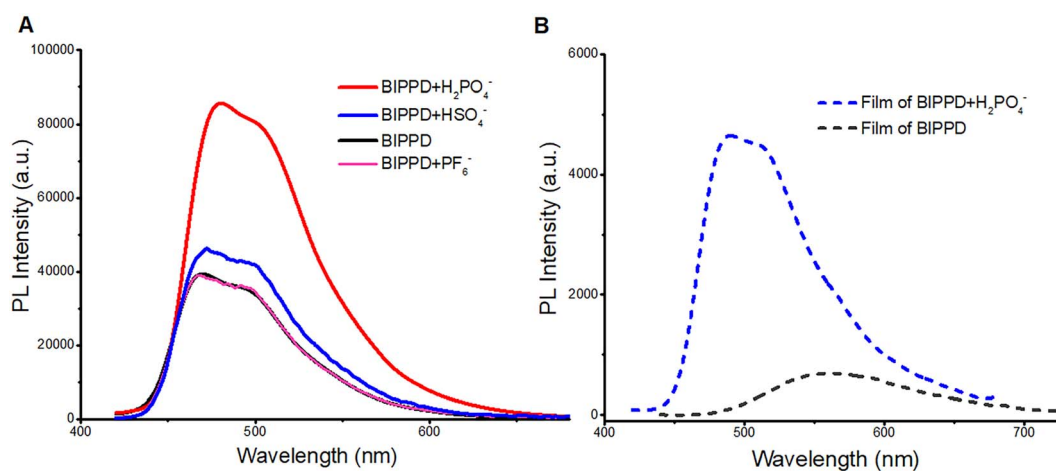 A
100000
80000
60000
40000
20000
0
PL Intensity (a.u.)
BIPPD+H₂PO₄⁻
BIPPD+HSO₄⁻
BIPPD
BIPPD+PF₆⁻
400
500
600
Wavelength (nm)
B
6000
4000
2000
0
PL Intensity (a.u.)
Film of BIPPD+H₂PO₄⁻
Film of BIPPD
400
500
600
700
Wavelength (nm)